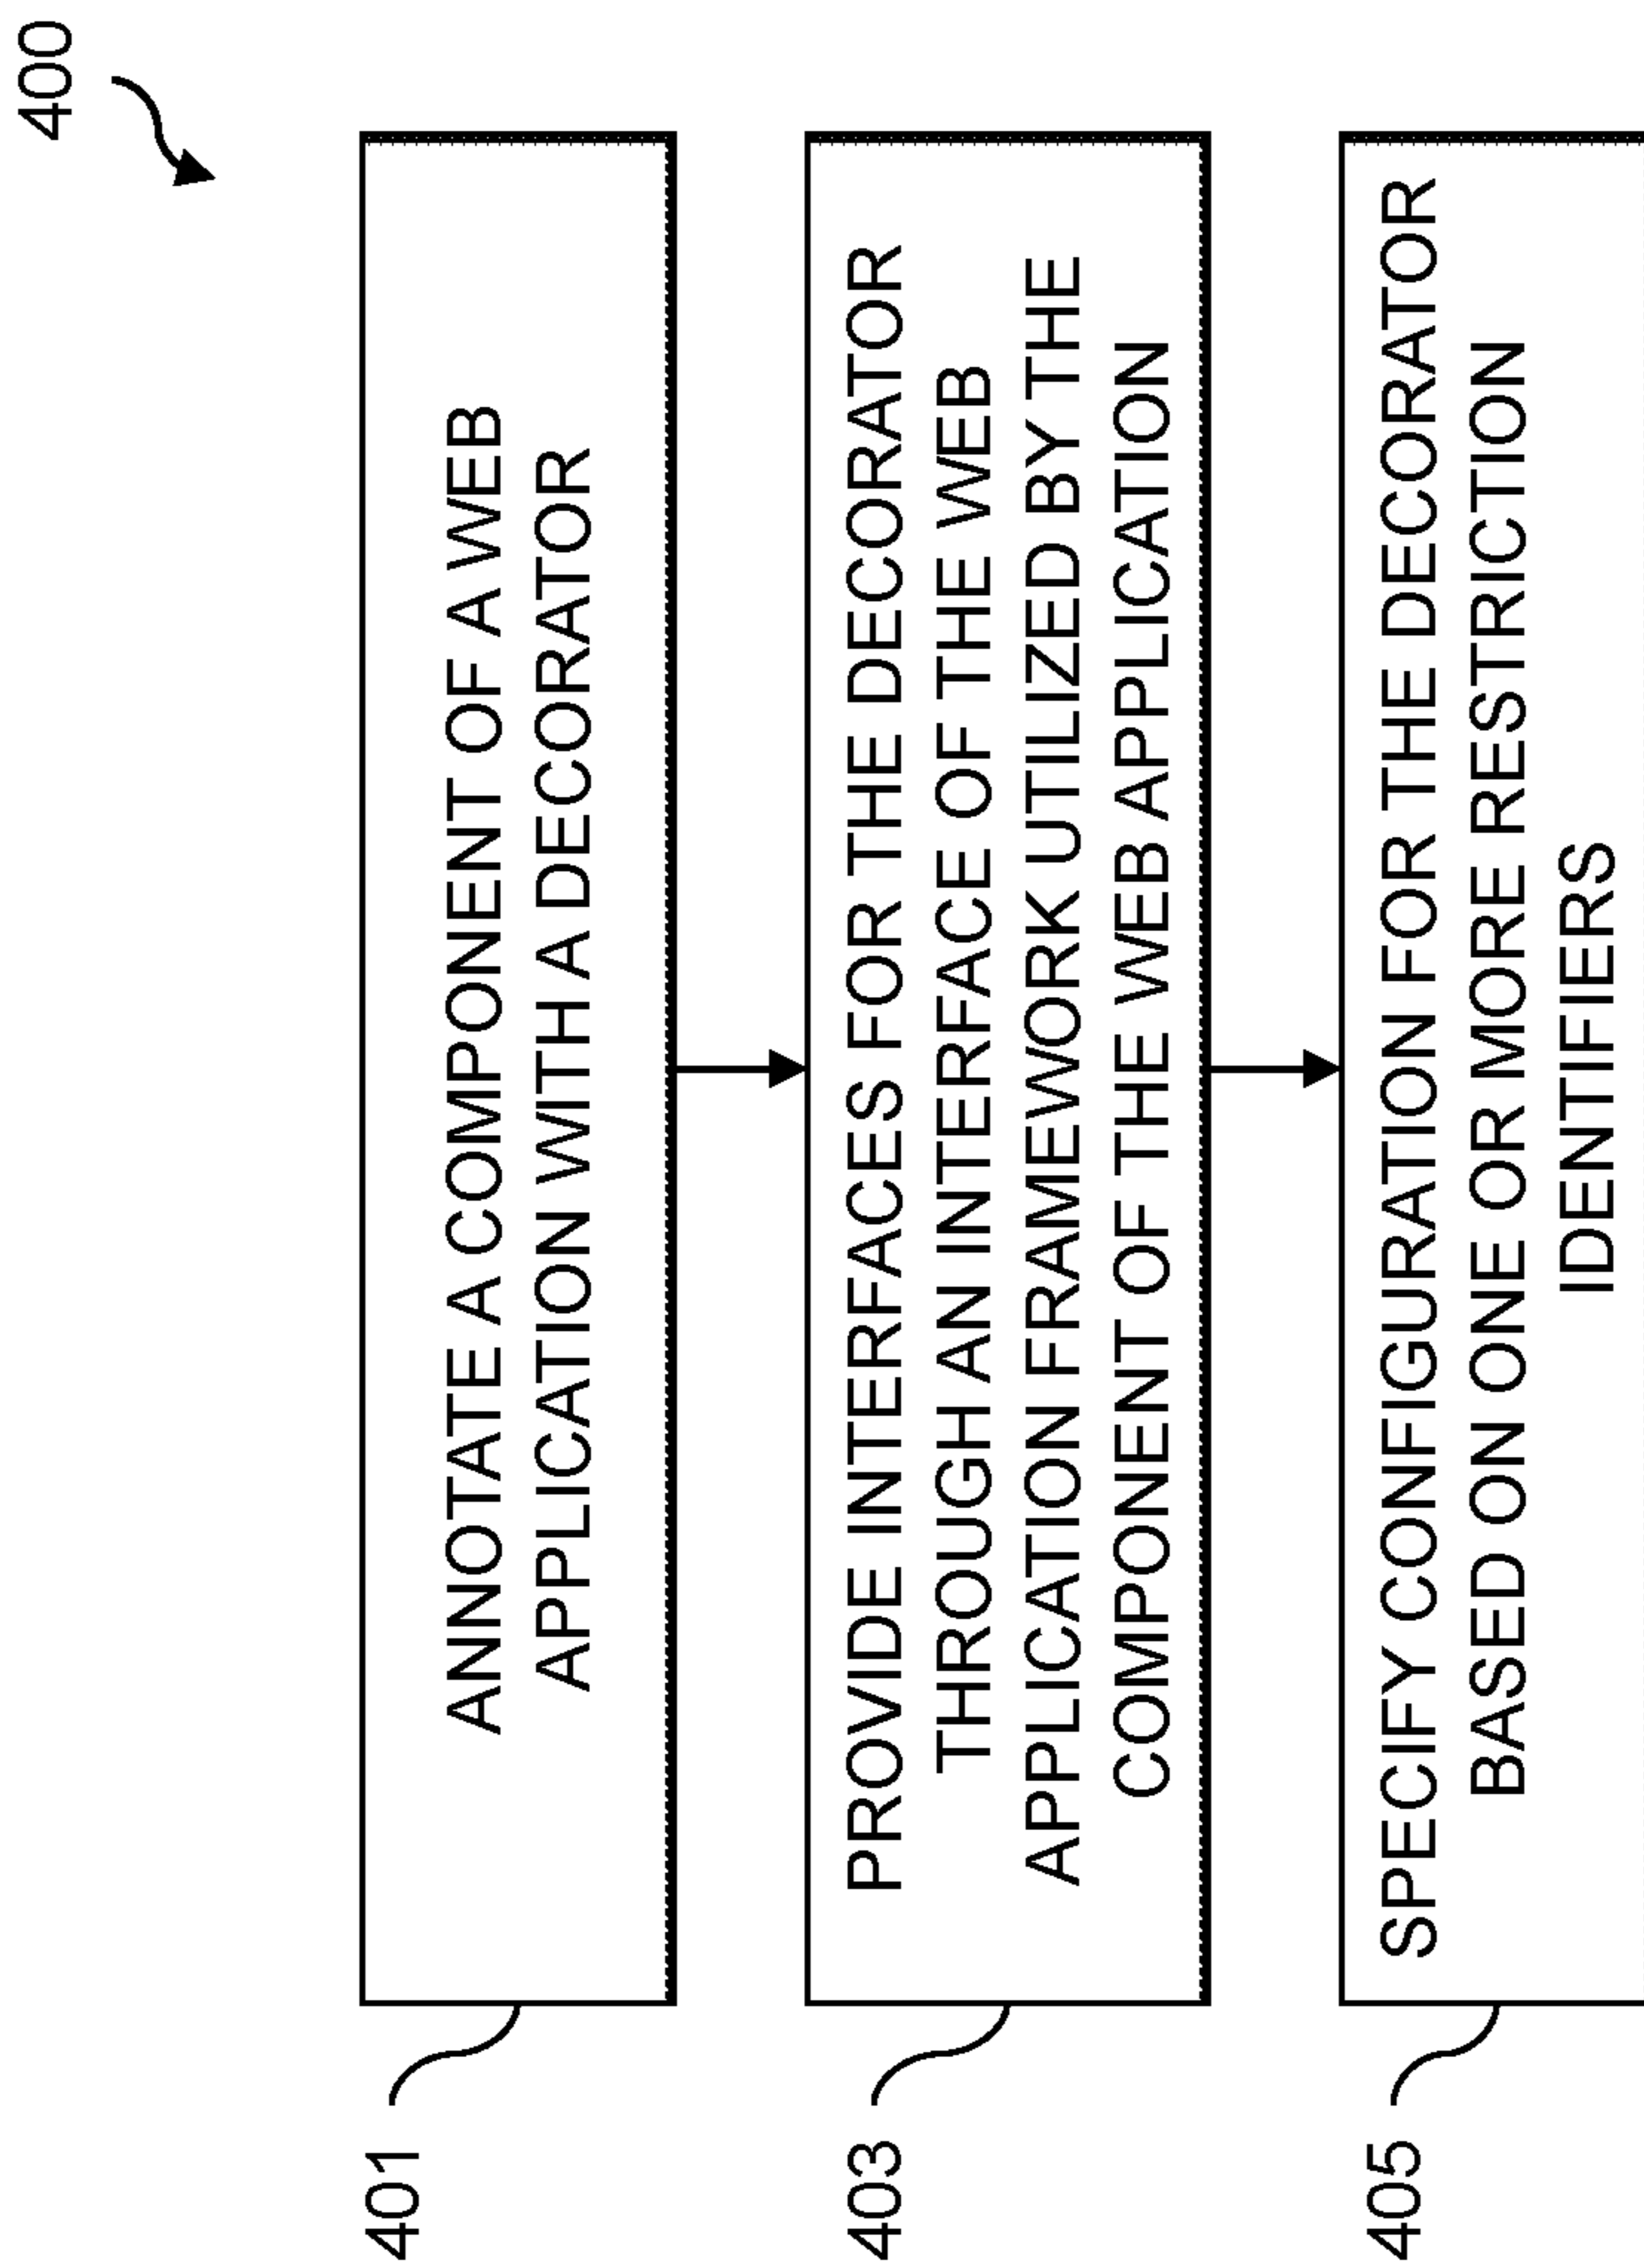 400
401
ANNOTATE A COMPONENT OF A WEB
APPLICATION WITH A DECORATOR
403
PROVIDE INTERFACES FOR THE DECORATOR
THROUGH AN INTERFACE OF THE WEB
APPLICATION FRAMEWORK UTILIZED BY THE
COMPONENT OF THE WEB APPLICATION
405
SPECIFY CONFIGURATION FOR THE DECORATOR
BASED ON ONE OR MORE RESTRICTION
IDENTIFIERS